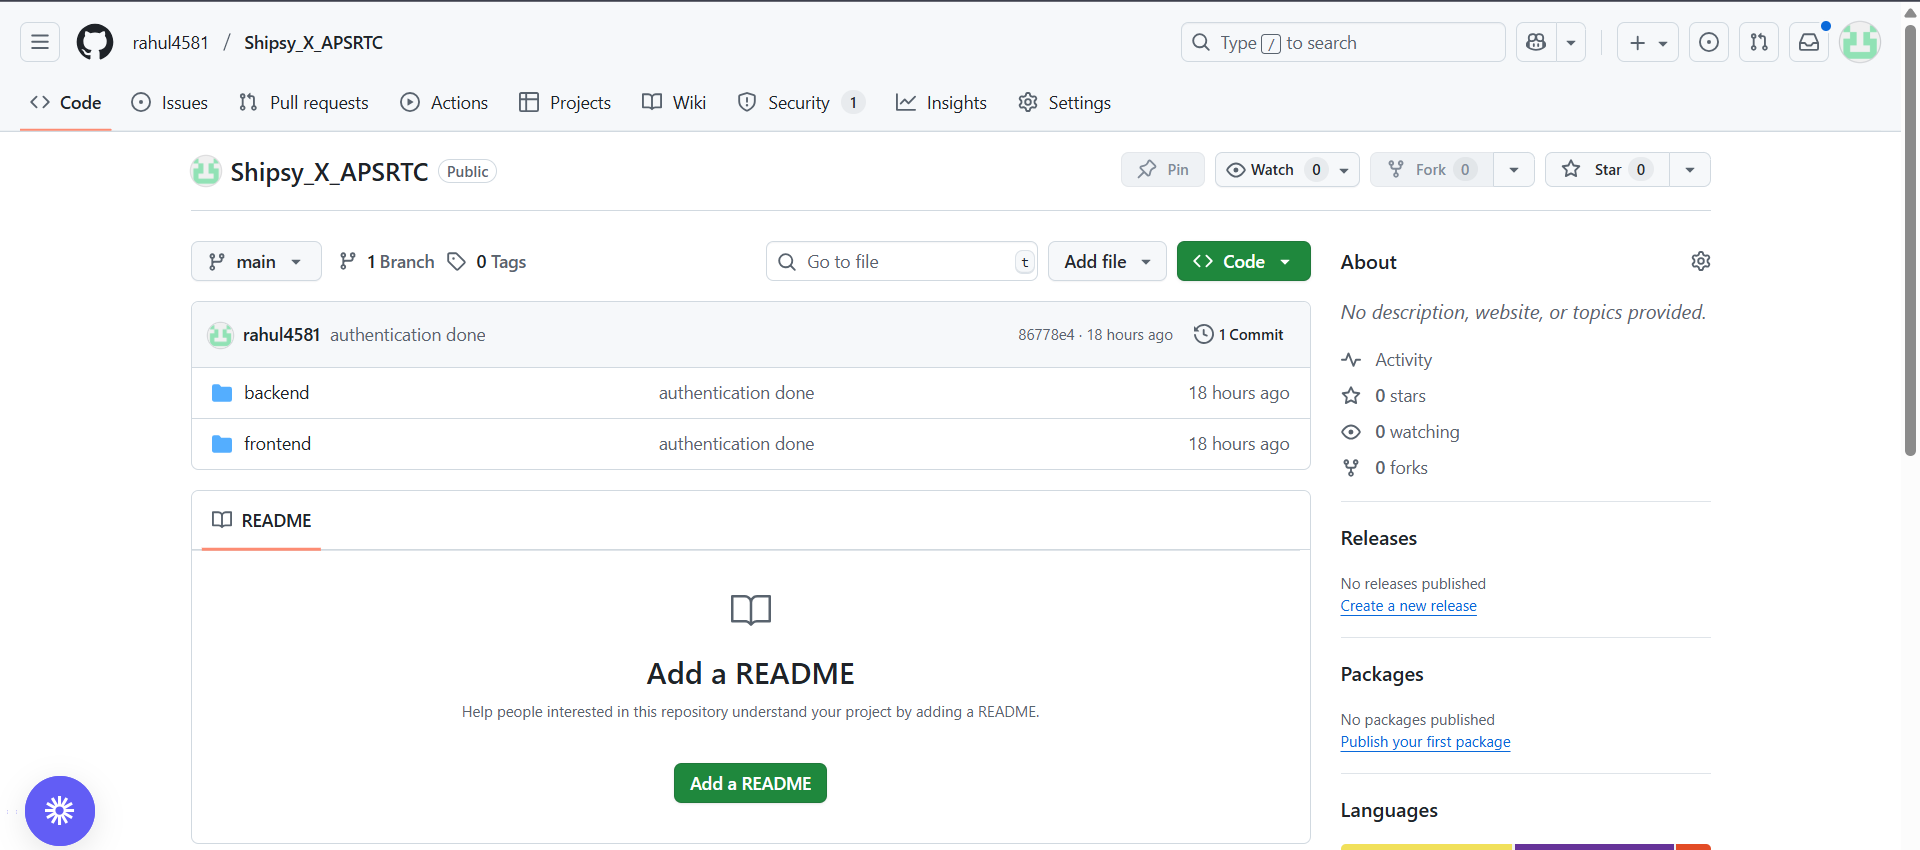 rahul4581 / Shipsy_X_APSRTC
Type / to search
Code
Issues
Pull requests
Actions
Projects
Wiki
Security 1
Insights
Settings
Shipsy_X_APSRTC Public
Pin
Watch 0
Fork 0
Star 0
main
1 Branch
0 Tags
Go to file t
Add file
Code
rahul4581 authentication done
86778e4 · 18 hours ago
1 Commit
backend authentication done 18 hours ago
frontend authentication done 18 hours ago
README
Add a README
Help people interested in this repository understand your project by adding a README.
Add a README
About
No description, website, or topics provided.
Activity
0 stars
0 watching
0 forks
Releases
No releases published
Create a new release
Packages
No packages published
Publish your first package
Languages